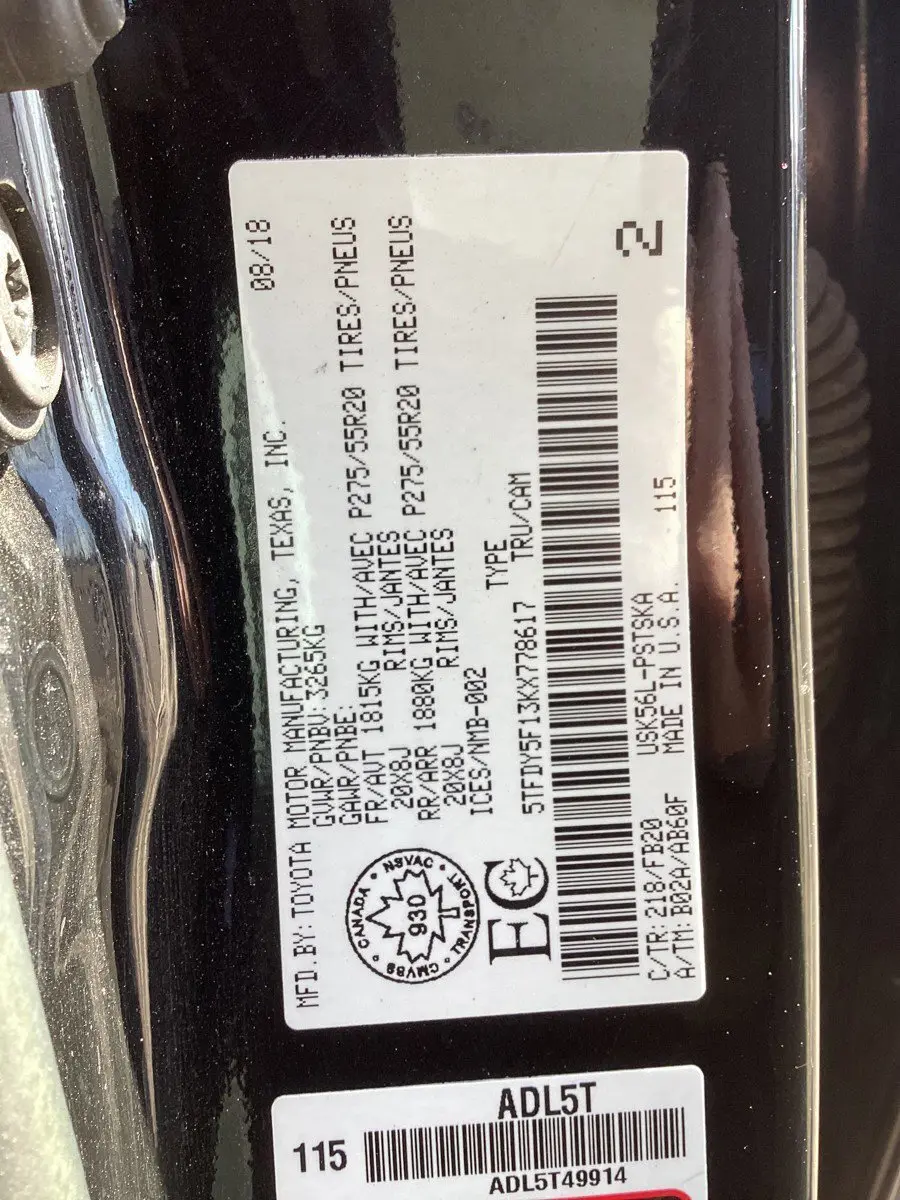 MFD.BY: TOYOTA MOTOR MANUFACTURING, TEXAS, INC. 08/18
GVWR/PNBV 3265KG
GAWR/PNBE:
FR/AVT 1815KG WITH/AVEC P275/55R20 TIRES/PNEUS
20X8J RIMS/JANTES
RR/ARR 1880KG WITH/AVEC P275/55R20 TIRES/PNEUS
20X8J RIMS/JANTES
ICES/NMB-002 TYPE
5TFDY5F13KX778617 TRU/CAM
CANADA • NSVAC • TRANSPORT • CMVSS
930
EC
2
C/TR: 218/FB20 USK56L-PSTSKA 115
A/TM: B02A/AB60F MADE IN U.S.A.
ADL5T
115
ADL5T49914